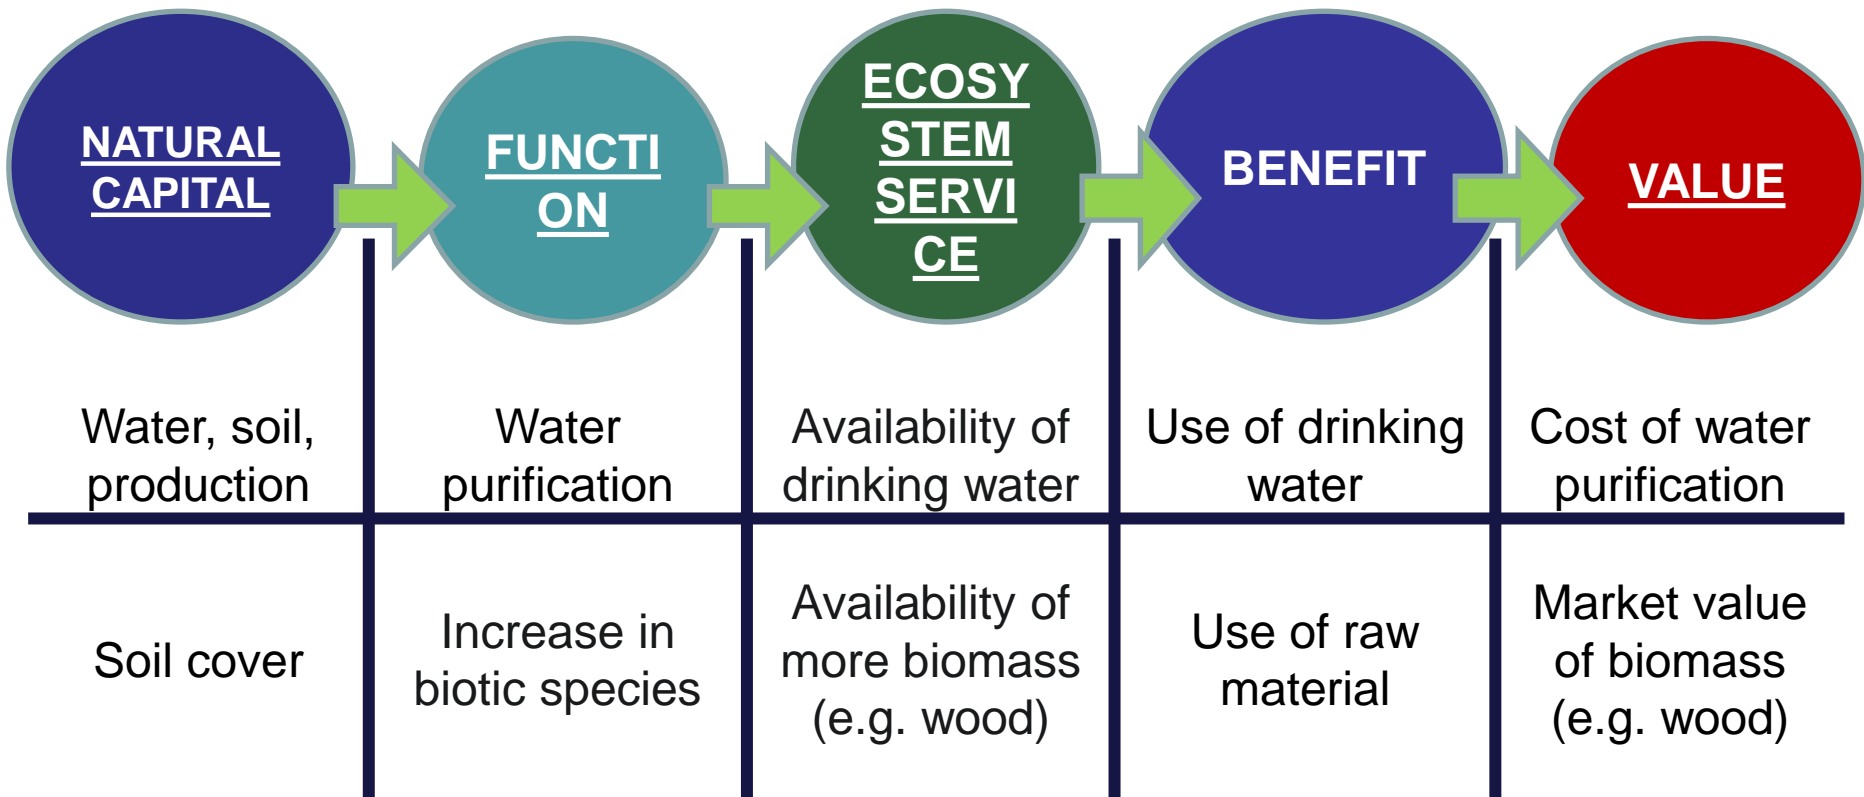 NATURAL
CAPITAL
FUNCTI
ON
ECOSY
STEM
SERVI
CE
BENEFIT
VALUE
Water, soil,
production
Water
purification
Availability of
drinking water
Use of drinking
water
Cost of water
purification
Soil cover
Increase in
biotic species
Availability of
more biomass
(e.g. wood)
Use of raw
material
Market value
of biomass
(e.g. wood)